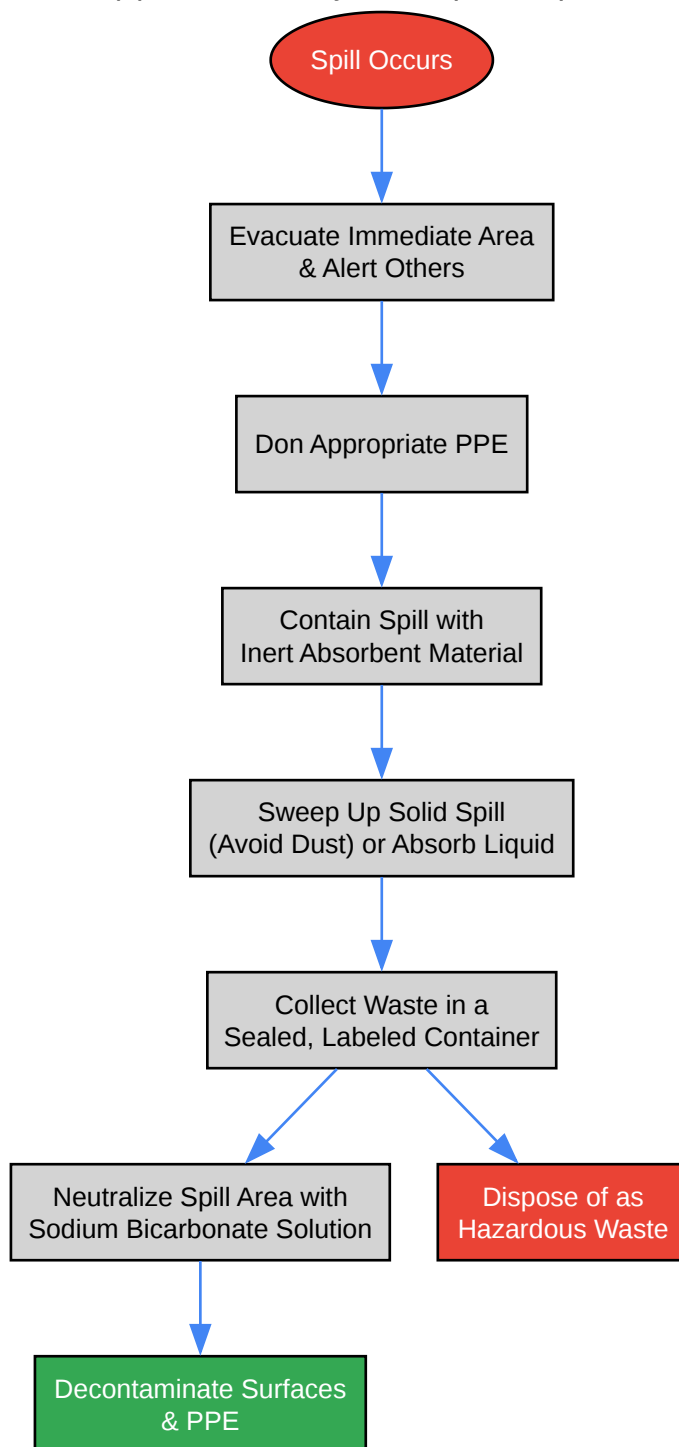 Spill Occurs
Evacuate Immediate Area
& Alert Others
Don Appropriate PPE
Contain Spill with
Inert Absorbent Material
Sweep Up Solid Spill
(Avoid Dust) or Absorb Liquid
Collect Waste in a
Sealed, Labeled Container
Neutralize Spill Area with
Sodium Bicarbonate Solution
Dispose of as
Hazardous Waste
Decontaminate Surfaces
& PPE